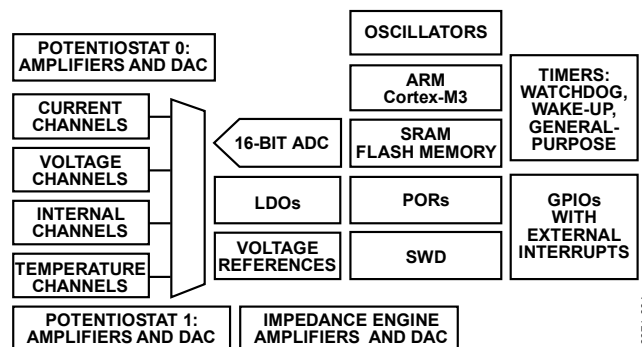 POTENTIOSTAT 0:
AMPLIFIERS AND DAC
CURRENT
CHANNELS
VOLTAGE
CHANNELS
INTERNAL
CHANNELS
TEMPERATURE
CHANNELS
POTENTIOSTAT 1:
AMPLIFIERS AND DAC
16-BIT ADC
LDOs
VOLTAGE
REFERENCES
IMPEDANCE ENGINE
AMPLIFIERS AND DAC
OSCILLATORS
ARM
Cortex-M3
SRAM
FLASH MEMORY
PORs
SWD
TIMERS:
WATCHDOG,
WAKE-UP,
GENERAL-
PURPOSE
GPIOs
WITH
EXTERNAL
INTERRUPTS